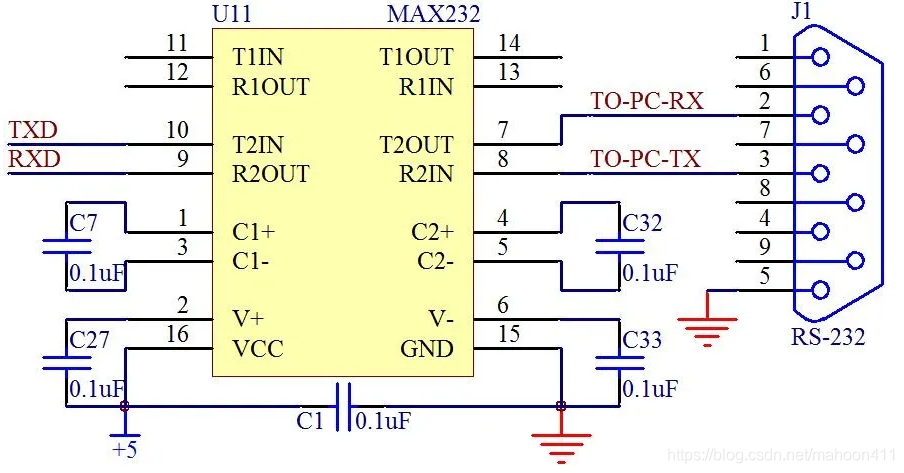 U11 MAX232 J1
11 T1IN T1OUT 14 1
12 R1OUT R1IN 13 6
TO-PC-RX 2
TXD 10 T2IN T2OUT 7 7
RXD 9 R2OUT R2IN 8 TO-PC-TX 3
8
C7 1 C1+ C2+ 4 C32 4
3 C1- C2- 5 9
0.1uF 0.1uF 5
2 V+ V- 6
C27 16 VCC GND 15 C33 RS-232
0.1uF 0.1uF
C1 0.1uF
+5
https://blog.csdn.net/mahoon411